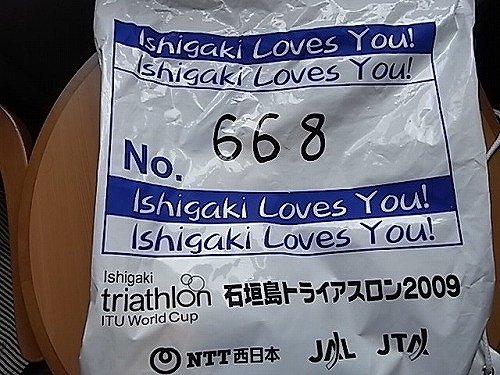 Ishigaki Loves You!
Ishigaki Loves You!
No. 668
Ishigaki Loves You!
Ishigaki Loves You!
Ishigaki
triathlon 石垣島トライアスロン2009
ITU World Cup
NTT西日本 JAL JTA